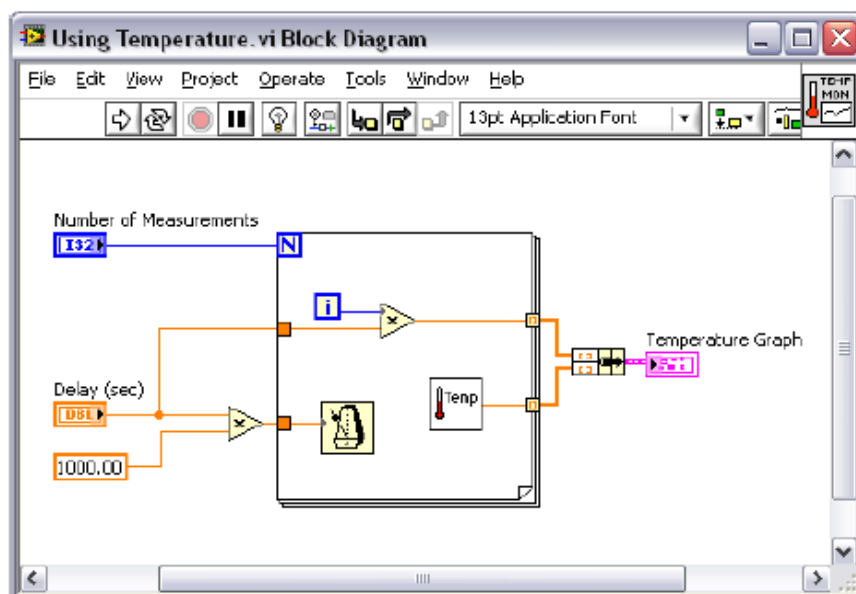 Using Temperature.vi Block Diagram
File Edit View Project Operate Tools Window Help
TEMP
MON
13pt Application Font
Number of Measurements
I32
N
i
x
Temperature Graph
Delay (sec)
DBL
x
Temp
1000.00